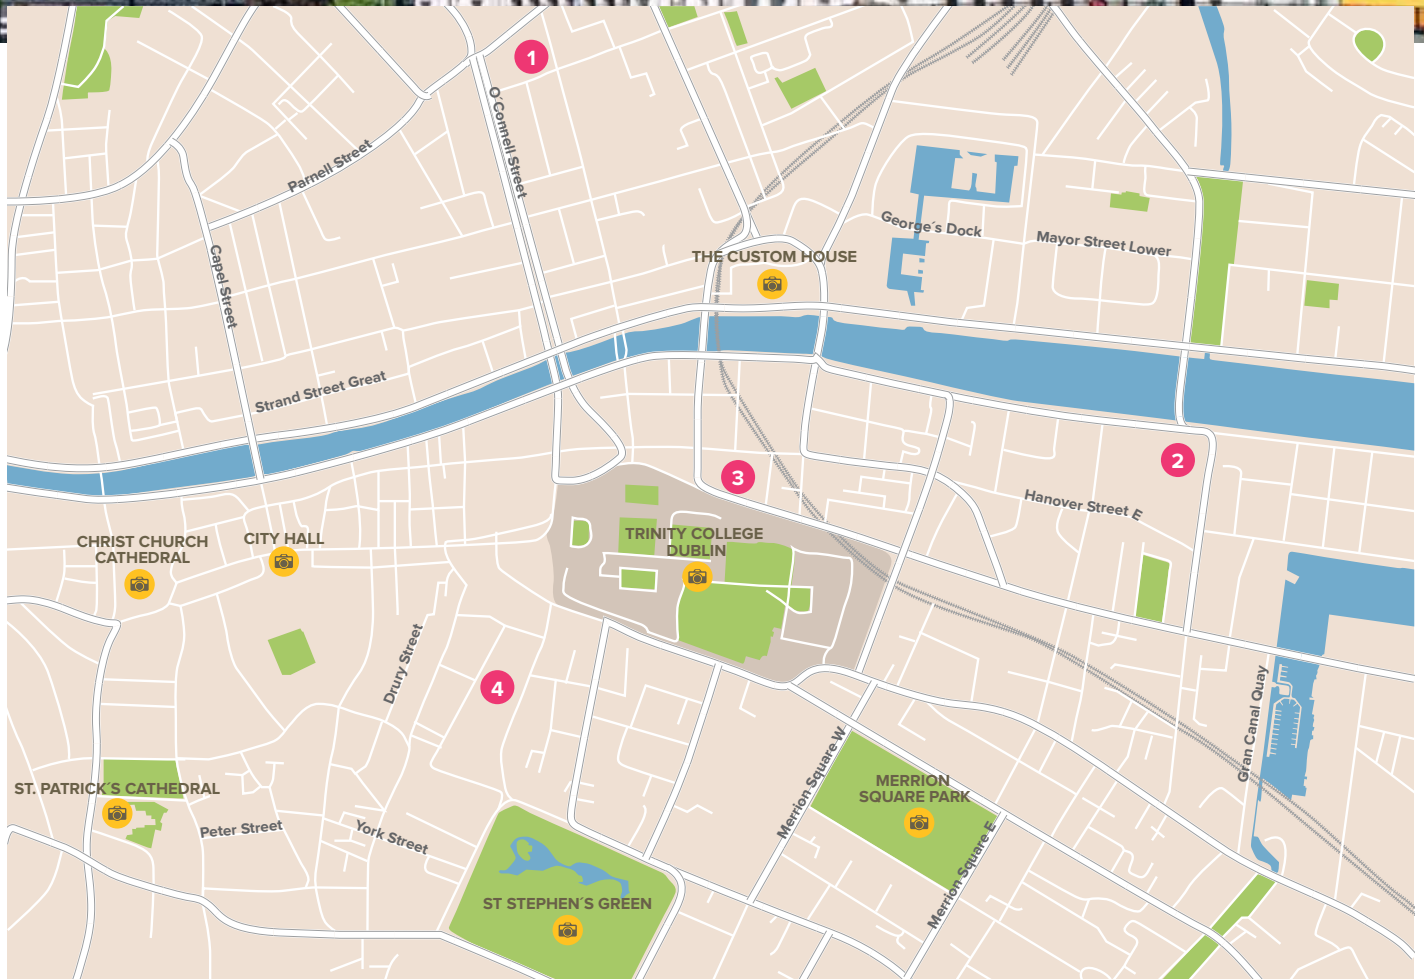 1
O´Connell Street
Parnell Street
George´s Dock
Mayor Street Lower
Capel Street
THE CUSTOM HOUSE
Strand Street Great
2
3
Hanover Street E
CHRIST CHURCH
CATHEDRAL
CITY HALL
TRINITY COLLEGE
DUBLIN
Drury Street
4
Gran Canal Quay
Merrion Square W
MERRION
SQUARE PARK
ST. PATRICK´S CATHEDRAL
Peter Street
York Street
Merrion Square E
ST STEPHEN´S GREEN